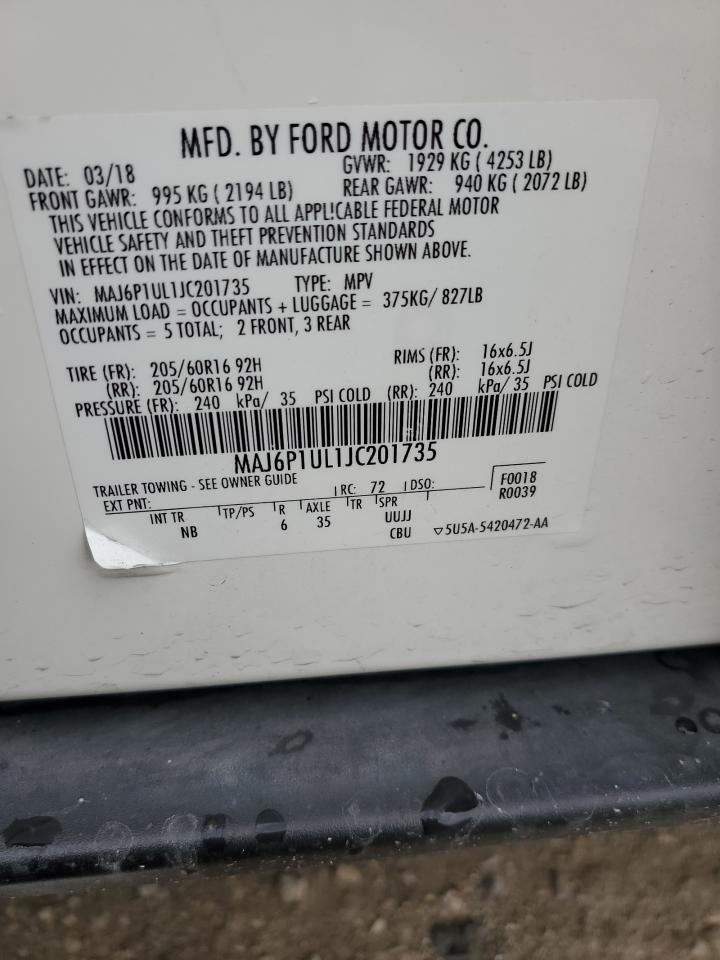 MFD. BY FORD MOTOR CO.
DATE: 03/18 GVWR: 1929 KG ( 4253 LB)
FRONT GAWR: 995 KG ( 2194 LB) REAR GAWR: 940 KG ( 2072 LB)
THIS VEHICLE CONFORMS TO ALL APPLICABLE FEDERAL MOTOR
VEHICLE SAFETY AND THEFT PREVENTION STANDARDS
IN EFFECT ON THE DATE OF MANUFACTURE SHOWN ABOVE.
VIN: MAJ6P1UL1JC201735 TYPE: MPV
MAXIMUM LOAD = OCCUPANTS + LUGGAGE = 375KG/ 827LB
OCCUPANTS = 5 TOTAL; 2 FRONT, 3 REAR
TIRE (FR): 205/60R16 92H RIMS (FR): 16x6.5J
(RR): 205/60R16 92H (RR): 16x6.5J
PRESSURE (FR): 240 kPa/ 35 PSI COLD (RR): 240 kPa/ 35 PSI COLD
MAJ6P1UL1JC201735
TRAILER TOWING - SEE OWNER GUIDE
EXT PNT: RC: 72 DSO: F0018
R0039
INT TR TP/PS R AXLE TR SPR
NB 6 35 UUJJ
CBU ▽5U5A-5420472-AA